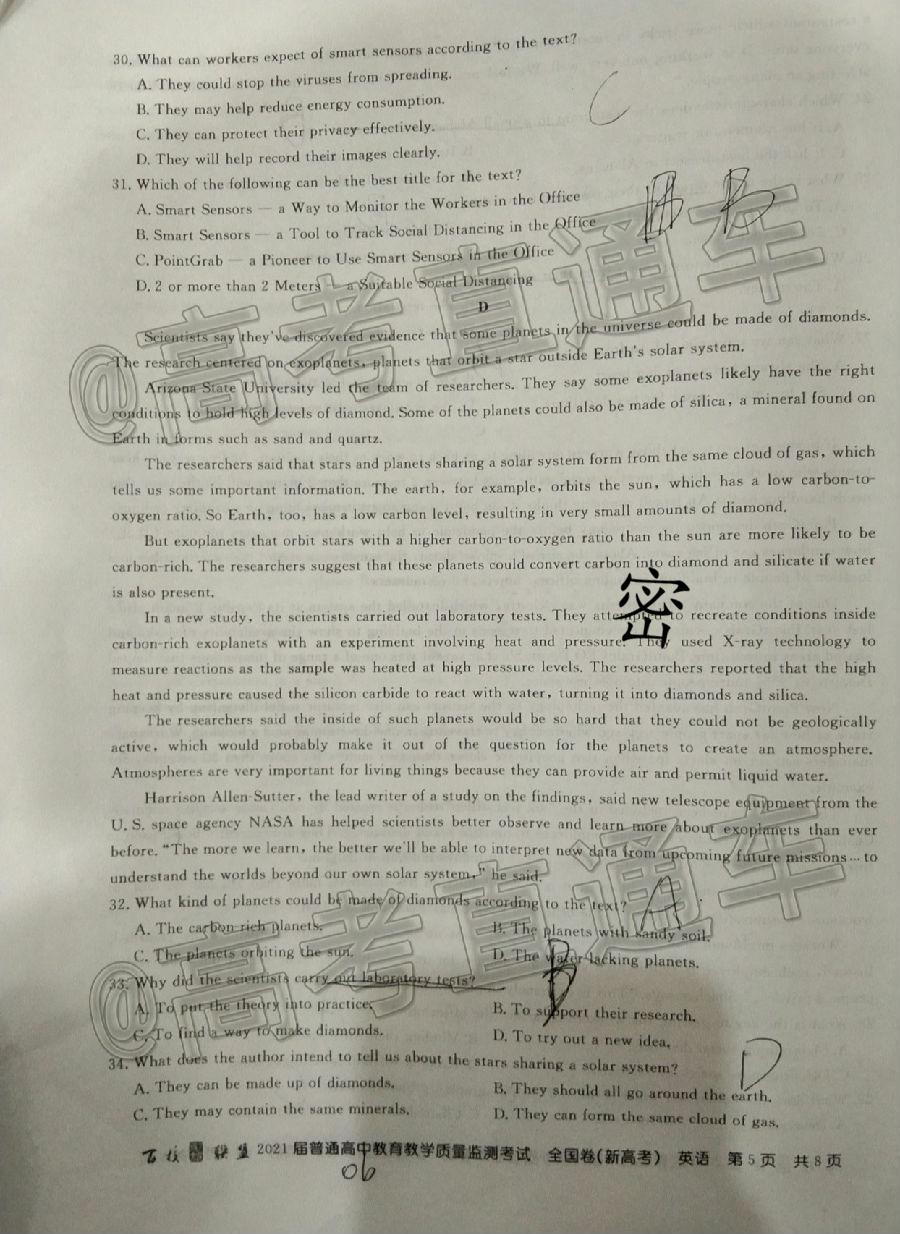 30. What can workers expect of smart sensors according to the text?
A. They could stop the viruses from spreading.
B. They may help reduce energy consumption.
C
C. They can protect their privacy effectively.
D. They will help record their images clearly.
31. Which of the following can be the best title for the text?
A. Smart Sensors — a Way to Monitor the Workers in the Office
B
B. Smart Sensors — a Tool to Track Social Distancing in the Office
C. PointGrab — a Pioneer to Use Smart Sensors in the Office
D. 2 or more than 2 Meters — a Suitable Social Distancing
@高考直通车
D
Scientists say they've discovered evidence that some planets in the universe could be made of diamonds.
The research centered on exoplanets, planets that orbit a star outside Earth's solar system.
Arizona State University led the team of researchers. They say some exoplanets likely have the right
conditions to hold high levels of diamond. Some of the planets could also be made of silica, a mineral found on
Earth in forms such as sand and quartz.
The researchers said that stars and planets sharing a solar system form from the same cloud of gas, which
tells us some important information. The earth, for example, orbits the sun, which has a low carbon-to-
oxygen ratio. So Earth, too, has a low carbon level, resulting in very small amounts of diamond.
But exoplanets that orbit stars with a higher carbon-to-oxygen ratio than the sun are more likely to be
carbon-rich. The researchers suggest that these planets could convert carbon into diamond and silicate if water
is also present.
密
In a new study, the scientists carried out laboratory tests. They attempted to recreate conditions inside
carbon-rich exoplanets with an experiment involving heat and pressure. They used X-ray technology to
measure reactions as the sample was heated at high pressure levels. The researchers reported that the high
heat and pressure caused the silicon carbide to react with water, turning it into diamonds and silica.
The researchers said the inside of such planets would be so hard that they could not be geologically
active, which would probably make it out of the question for the planets to create an atmosphere.
Atmospheres are very important for living things because they can provide air and permit liquid water.
Harrison Allen-Sutter, the lead writer of a study on the findings, said new telescope equipment from the
U.S. space agency NASA has helped scientists better observe and learn more about exoplanets than ever
before. “The more we learn, the better we'll be able to interpret new data from upcoming future missions… to
understand the worlds beyond our own solar system,” he said.
@高考直通车
32. What kind of planets could be made of diamonds according to the text? A
A. The carbon-rich planets. B. The planets with sandy soil.
C. The planets orbiting the sun. D. The water-lacking planets.
33. Why did the scientists carry out laboratory tests? B
A. To put the theory into practice. B. To support their research.
C. To find a way to make diamonds. D. To try out a new idea.
34. What does the author intend to tell us about the stars sharing a solar system? D
A. They can be made up of diamonds. B. They should all go around the earth.
C. They may contain the same minerals. D. They can form the same cloud of gas.
百校联盟 2021届普通高中教育教学质量监测考试 全国卷(新高考) 英语 第5页 共8页
06